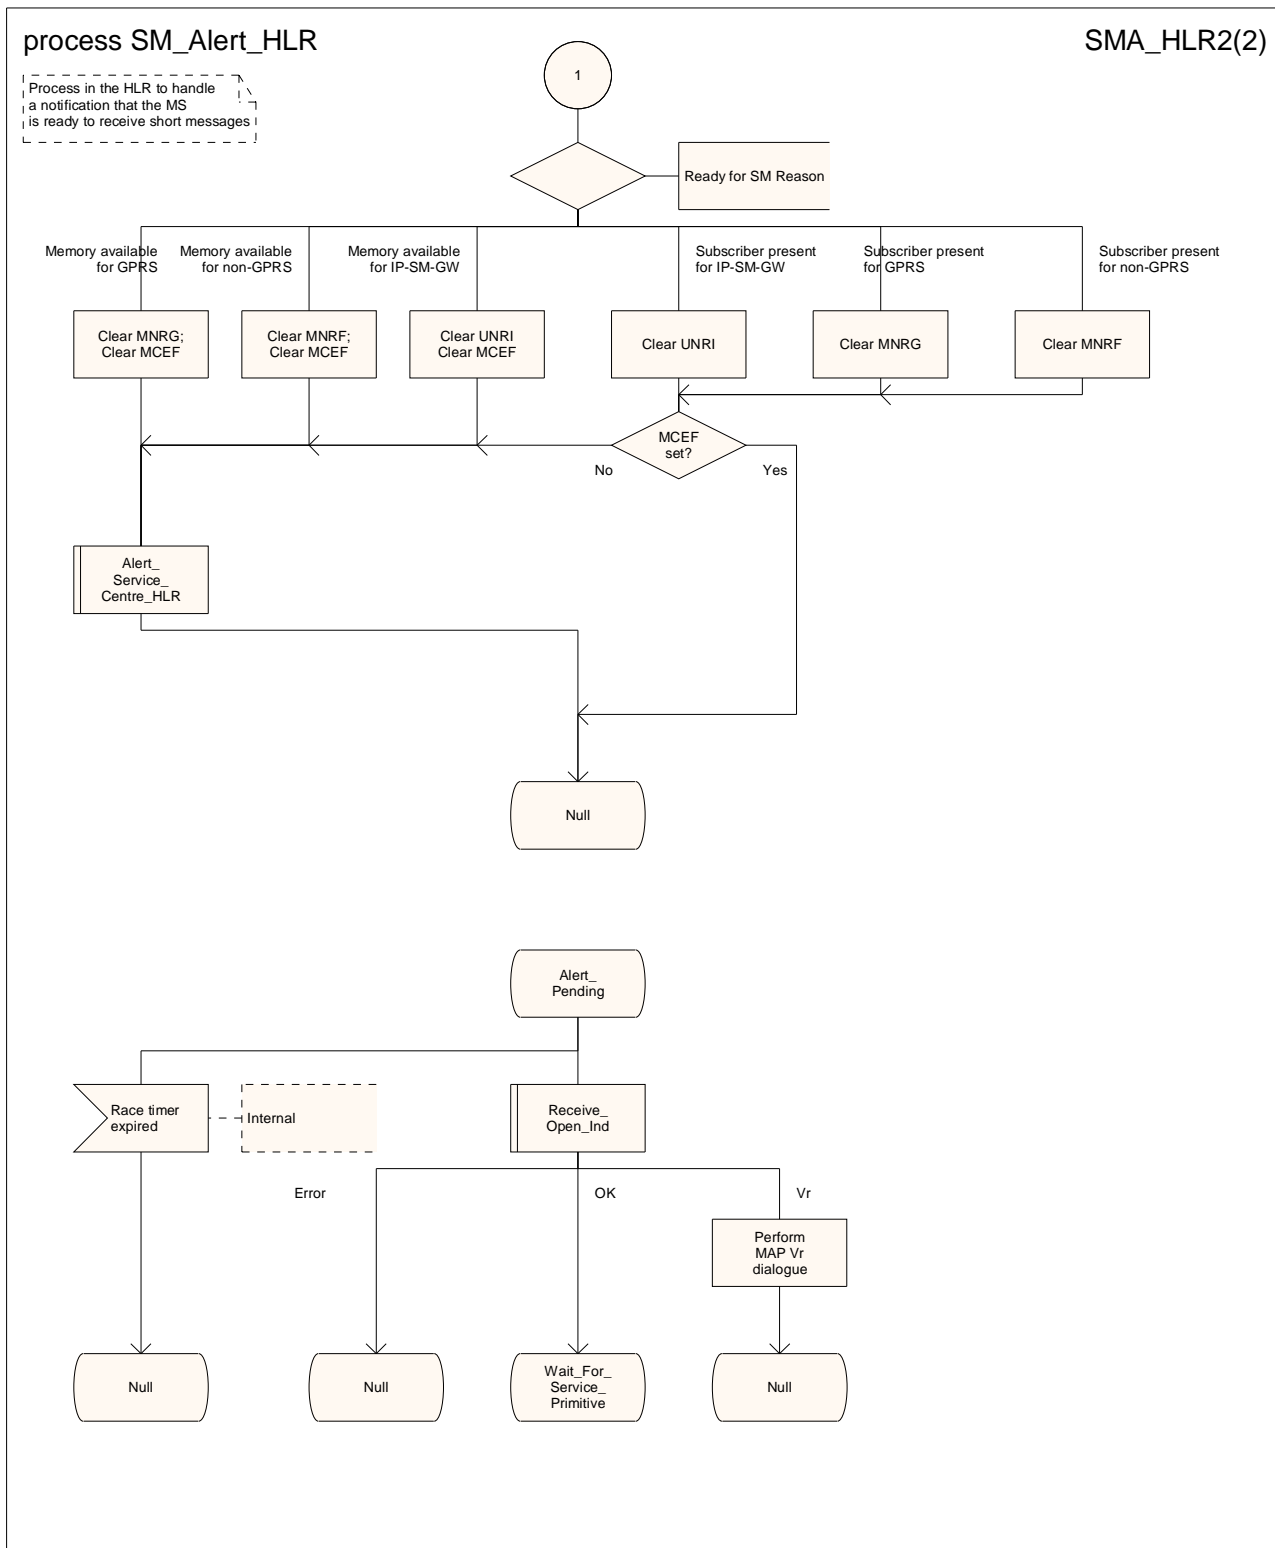 process SM_Alert_HLR
SMA_HLR2(2)
Process in the HLR to handle
a notification that the MS
is ready to receive short messages
1
Ready for SM Reason
Memory available
for GPRS
Memory available
for non-GPRS
Memory available
for IP-SM-GW
Subscriber present
for IP-SM-GW
Subscriber present
for GPRS
Subscriber present
for non-GPRS
Clear MNRG;
Clear MCEF
Clear MNRF;
Clear MCEF
Clear UNRI
Clear MCEF
Clear UNRI
Clear MNRG
Clear MNRF
MCEF
set?
No
Yes
Alert_
Service_
Centre_HLR
Null
Alert_
Pending
Race timer
expired
Internal
Receive_
Open_Ind
Error
OK
Vr
Perform
MAP Vr
dialogue
Null
Null
Wait_For_
Service_
Primitive
Null